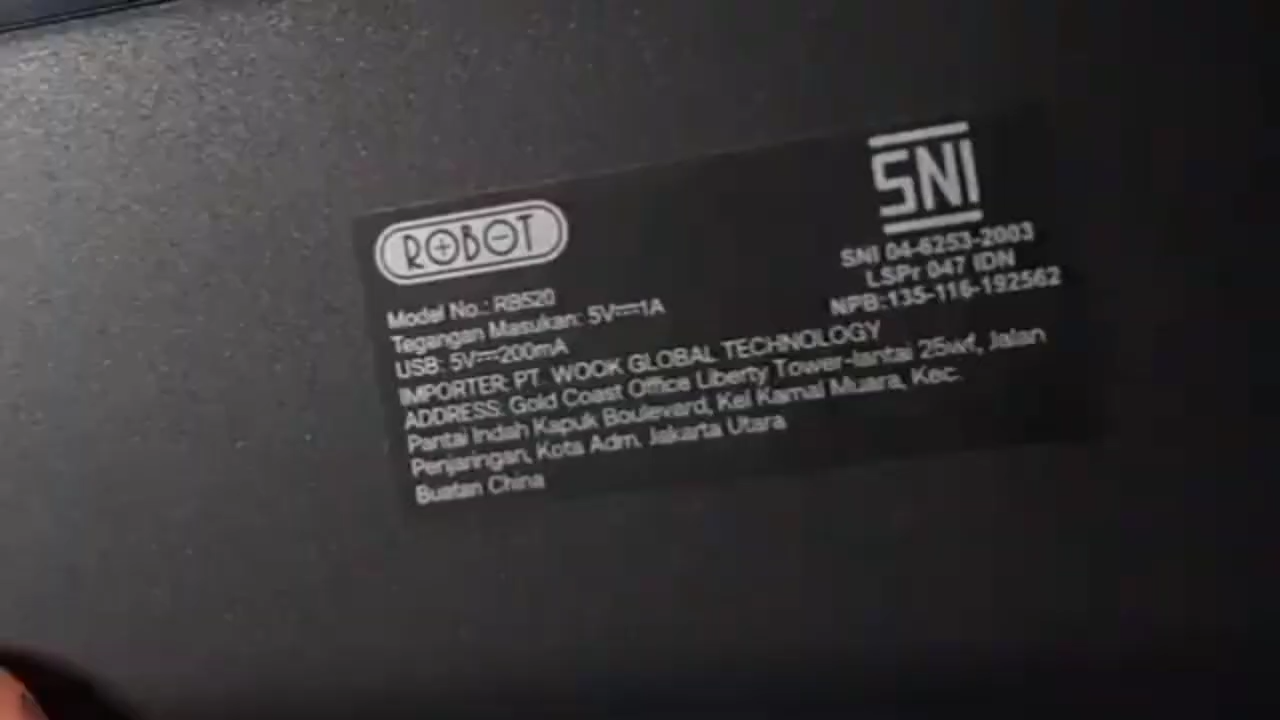 ROBOT
SNI
SNI 04-6253-2003
LSPr 047 IDN
NPB:135-116-192562
Model No.: RB520
Tegangan Masukan: 5V⎓1A
USB: 5V⎓200mA
IMPORTER: PT. WOOK GLOBAL TECHNOLOGY
ADDRESS: Gold Coast Office Liberty Tower-lantai 25wf, Jalan
Pantai Indah Kapuk Boulevard, Kel Kamal Muara, Kec.
Penjaringan, Kota Adm. Jakarta Utara
Buatan China